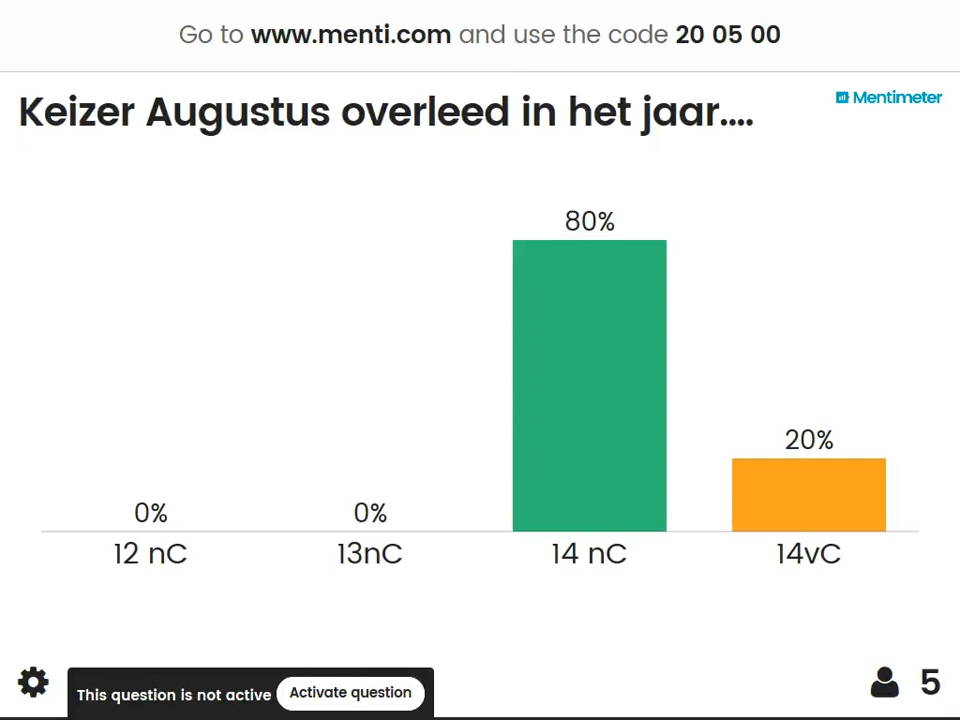 Go to www.menti.com and use the code 20 05 00
Keizer Augustus overleed in het jaar....
Mentimeter
80%
20%
0%
0%
12 nC
13nC
14 nC
14vC
This question is not active
Activate question
5